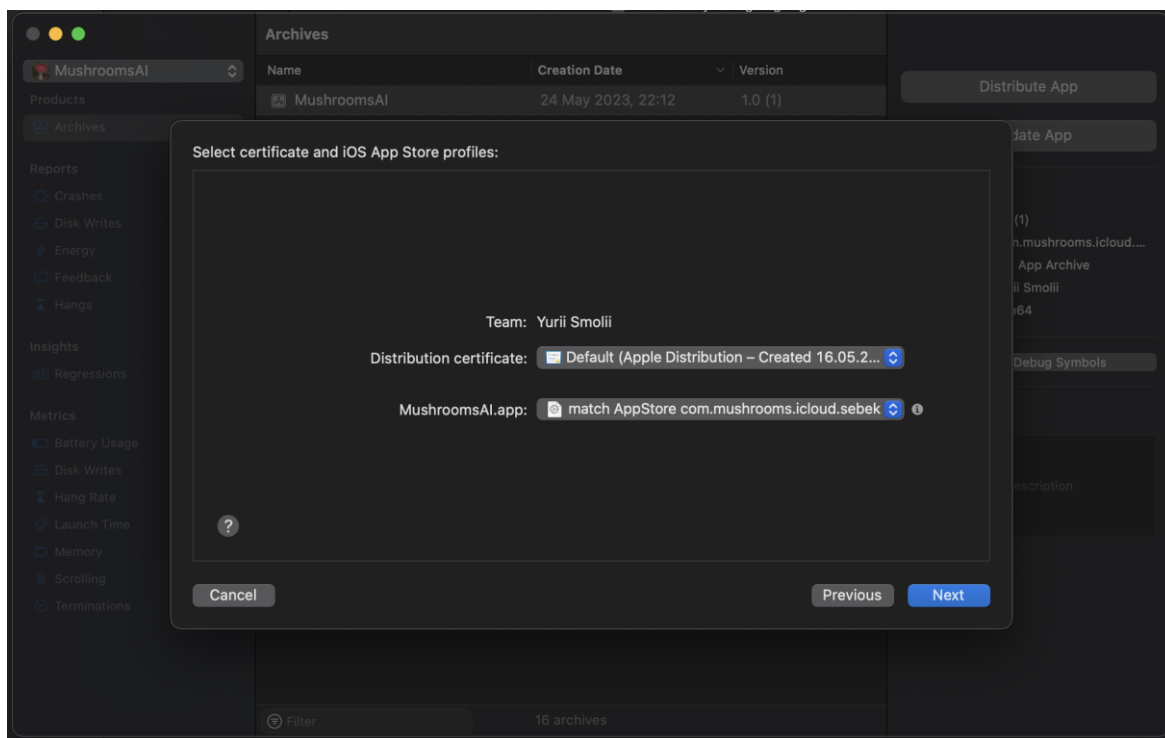 Archives
MushroomsAI
Name Creation Date Version
Products
MushroomsAI 24 May 2023, 22:12 1.0 (1)
Distribute App
Archives
date App
Select certificate and iOS App Store profiles:
Reports
Crashes
Disk Writes
(1)
Energy
n.mushrooms.icloud....
App Archive
Feedback
ii Smolii
Hangs
Team: Yurii Smolii
Insights
Distribution certificate: Default (Apple Distribution – Created 16.05.2...
Debug Symbols
Regressions
MushroomsAI.app: match AppStore com.mushrooms.icloud.sebek
Metrics
Battery Usage
Disk Writes
escription
Hang Rate
Launch Time
?
Memory
Scrolling
Cancel Previous Next
Terminations
Filter 16 archives